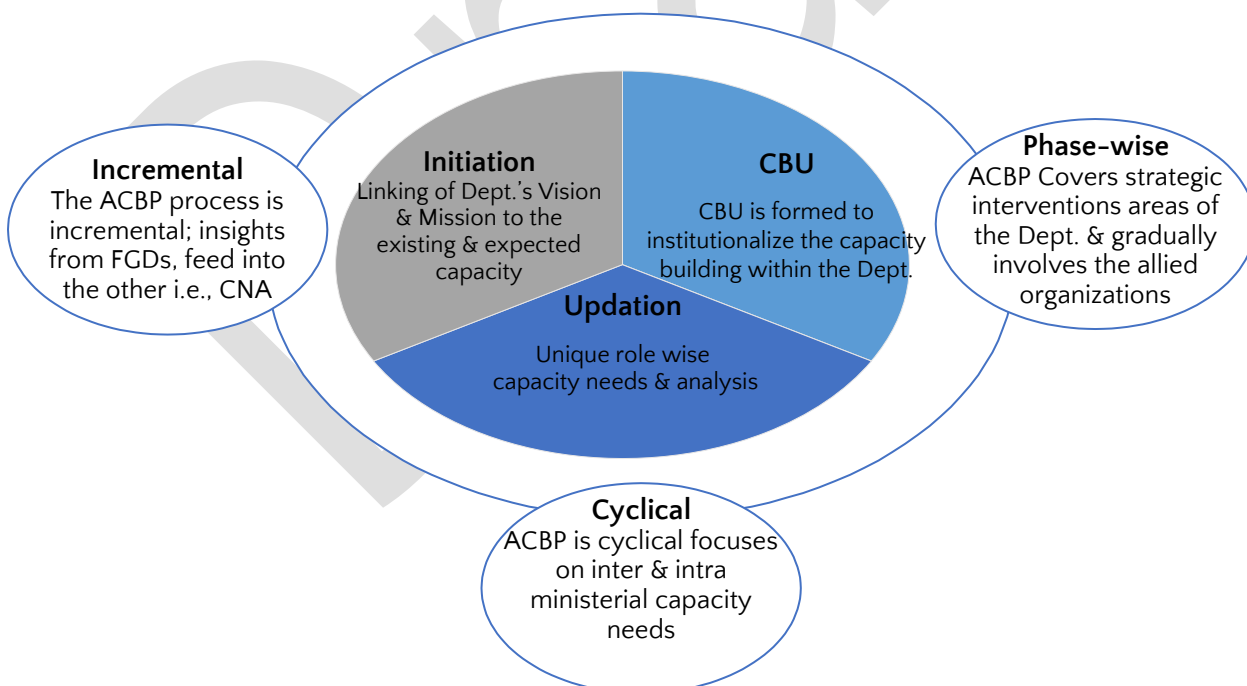 Incremental
The ACBP process is
incremental; insights
from FGDs, feed into
the other i.e., CNA
Initiation
Linking of Dept.'s Vision
& Mission to the
existing & expected
capacity
CBU
CBU is formed to
institutionalize the capacity
building within the Dept.
Phase-wise
ACBP Covers strategic
interventions areas of
the Dept. & gradually
involves the allied
organizations
Updation
Unique role wise
capacity needs & analysis
Cyclical
ACBP is cyclical focuses
on inter & intra
ministerial capacity
needs